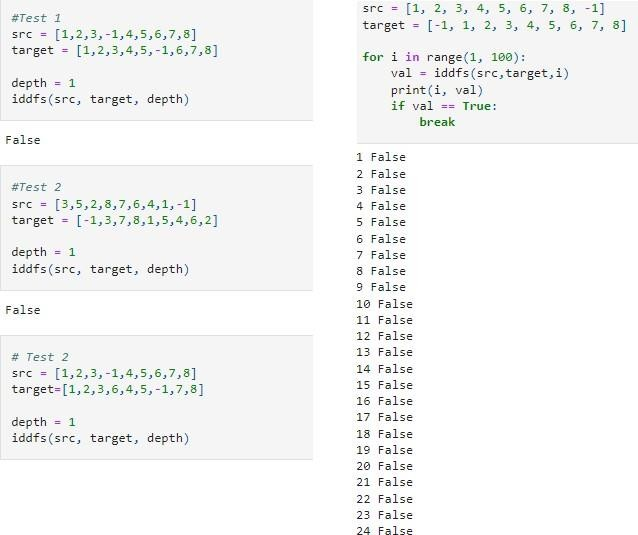 #Test 1
src = [1,2,3,-1,4,5,6,7,8]
target = [1,2,3,4,5,-1,6,7,8]
depth = 1
iddfs(src, target, depth)
False
#Test 2
src = [3,5,2,8,7,6,4,1,-1]
target = [-1,3,7,8,1,5,4,6,2]
depth = 1
iddfs(src, target, depth)
False
# Test 2
src = [1,2,3,-1,4,5,6,7,8]
target=[1,2,3,6,4,5,-1,7,8]
depth = 1
iddfs(src, target, depth)
src = [1, 2, 3, 4, 5, 6, 7, 8, -1]
target = [-1, 1, 2, 3, 4, 5, 6, 7, 8]
for i in range(1, 100):
    val = iddfs(src,target,i)
    print(i, val)
    if val == True:
        break
1 False
2 False
3 False
4 False
5 False
6 False
7 False
8 False
9 False
10 False
11 False
12 False
13 False
14 False
15 False
16 False
17 False
18 False
19 False
20 False
21 False
22 False
23 False
24 False